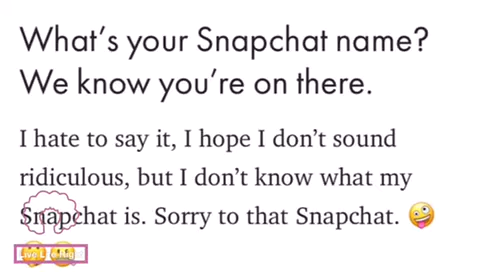 What's your Snapchat name?
We know you're on there.
I hate to say it, I hope I don't sound
ridiculous, but I don't know what my
Snapchat is. Sorry to that Snapchat. 🤪